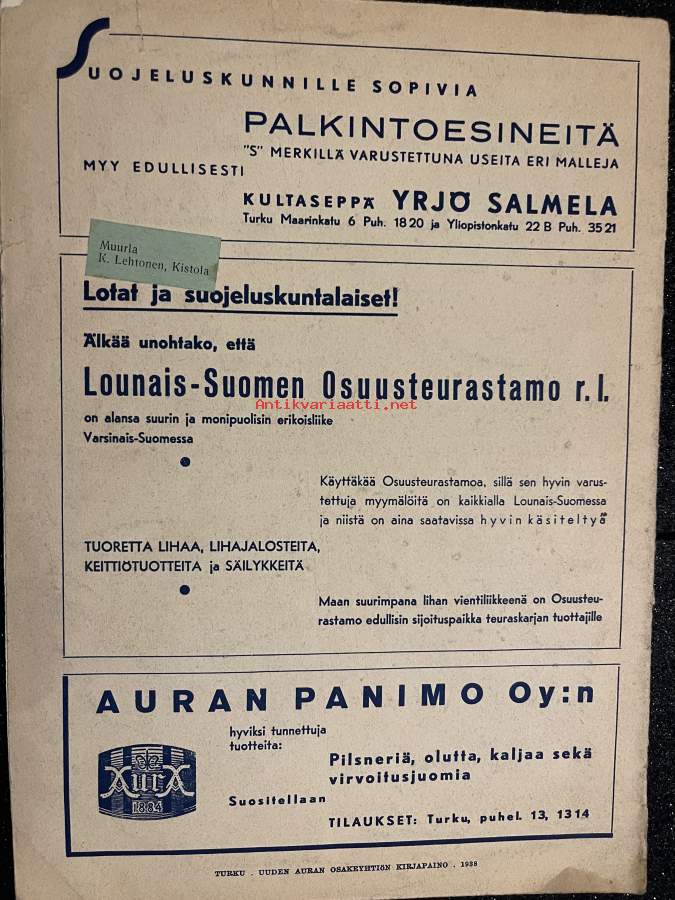 SUOJELUSKUNNILLE SOPIVIA
PALKINTOESINEITÄ
"S" MERKILLÄ VARUSTETTUNA USEITA ERI MALLEJA
MYY EDULLISESTI
KULTASEPPÄ YRJÖ SALMELA
Turku Maarinkatu 6 Puh. 1820 ja Yliopistonkatu 22 B Puh. 3521
Muurla
K. Lehtonen, Kistola
Lotat ja suojeluskuntalaiset!
Älkää unohtako, että
Lounais-Suomen Osuusteurastamo r.l.
Antikvariaatti.net
on alansa suurin ja monipuolisin erikoisliike
Varsinais-Suomessa
Käyttäkää Osuusteurastamoa, sillä sen hyvin varus-
tettuja myymälöitä on kaikkialla Lounais-Suomessa
ja niistä on aina saatavissa hyvin käsiteltyä
TUORETTA LIHAA, LIHAJALOSTEITA,
KEITTIÖTUOTTEITA ja SÄILYKKEITÄ
Maan suurimpana lihan vientiliikkeenä on Osuusteu-
rastamo edullisin sijoituspaikka teuraskarjan tuottajille
AURAN PANIMO Oy:n
hyviksi tunnettuja
tuotteita:
Pilsneriä, olutta, kaljaa sekä
virvoitusjuomia
AURA
1884
Suositellaan
TILAUKSET: Turku, puhel. 13, 1314
TURKU . UUDEN AURAN OSAKEYHTIÖN KIRJAPAINO . 1938